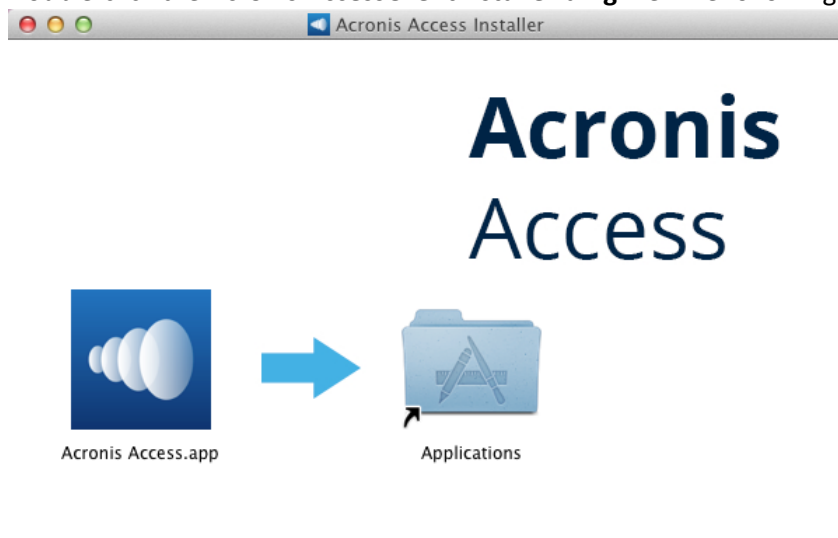 Acronis Access Installer
Acronis
Access
Acronis Access.app
Applications